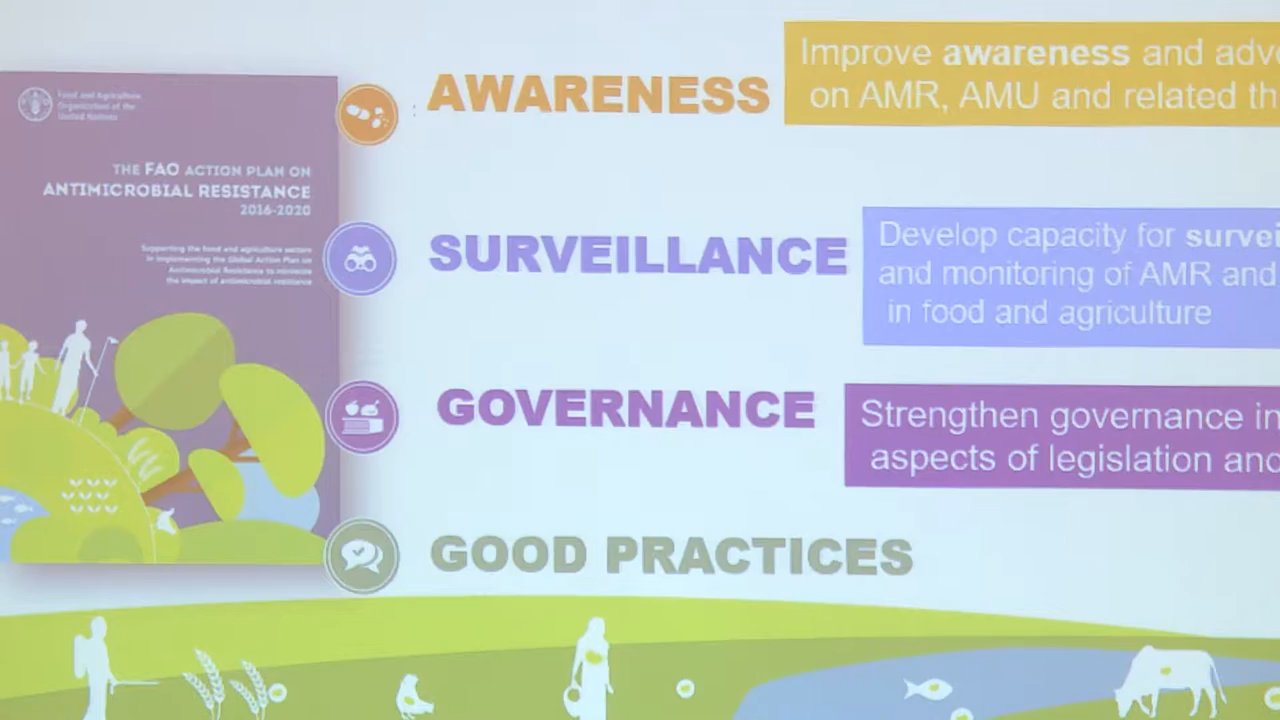 Food and Agriculture
Organization of the
United Nations
THE FAO ACTION PLAN ON
ANTIMICROBIAL RESISTANCE
2016-2020
Supporting the food and agriculture sectors
in implementing the Global Action Plan on
Antimicrobial Resistance to minimize
the impact of antimicrobial resistance
AWARENESS
Improve awareness and adv
on AMR, AMU and related th
SURVEILLANCE
Develop capacity for survei
and monitoring of AMR and
in food and agriculture
GOVERNANCE
Strengthen governance in
aspects of legislation and
GOOD PRACTICES